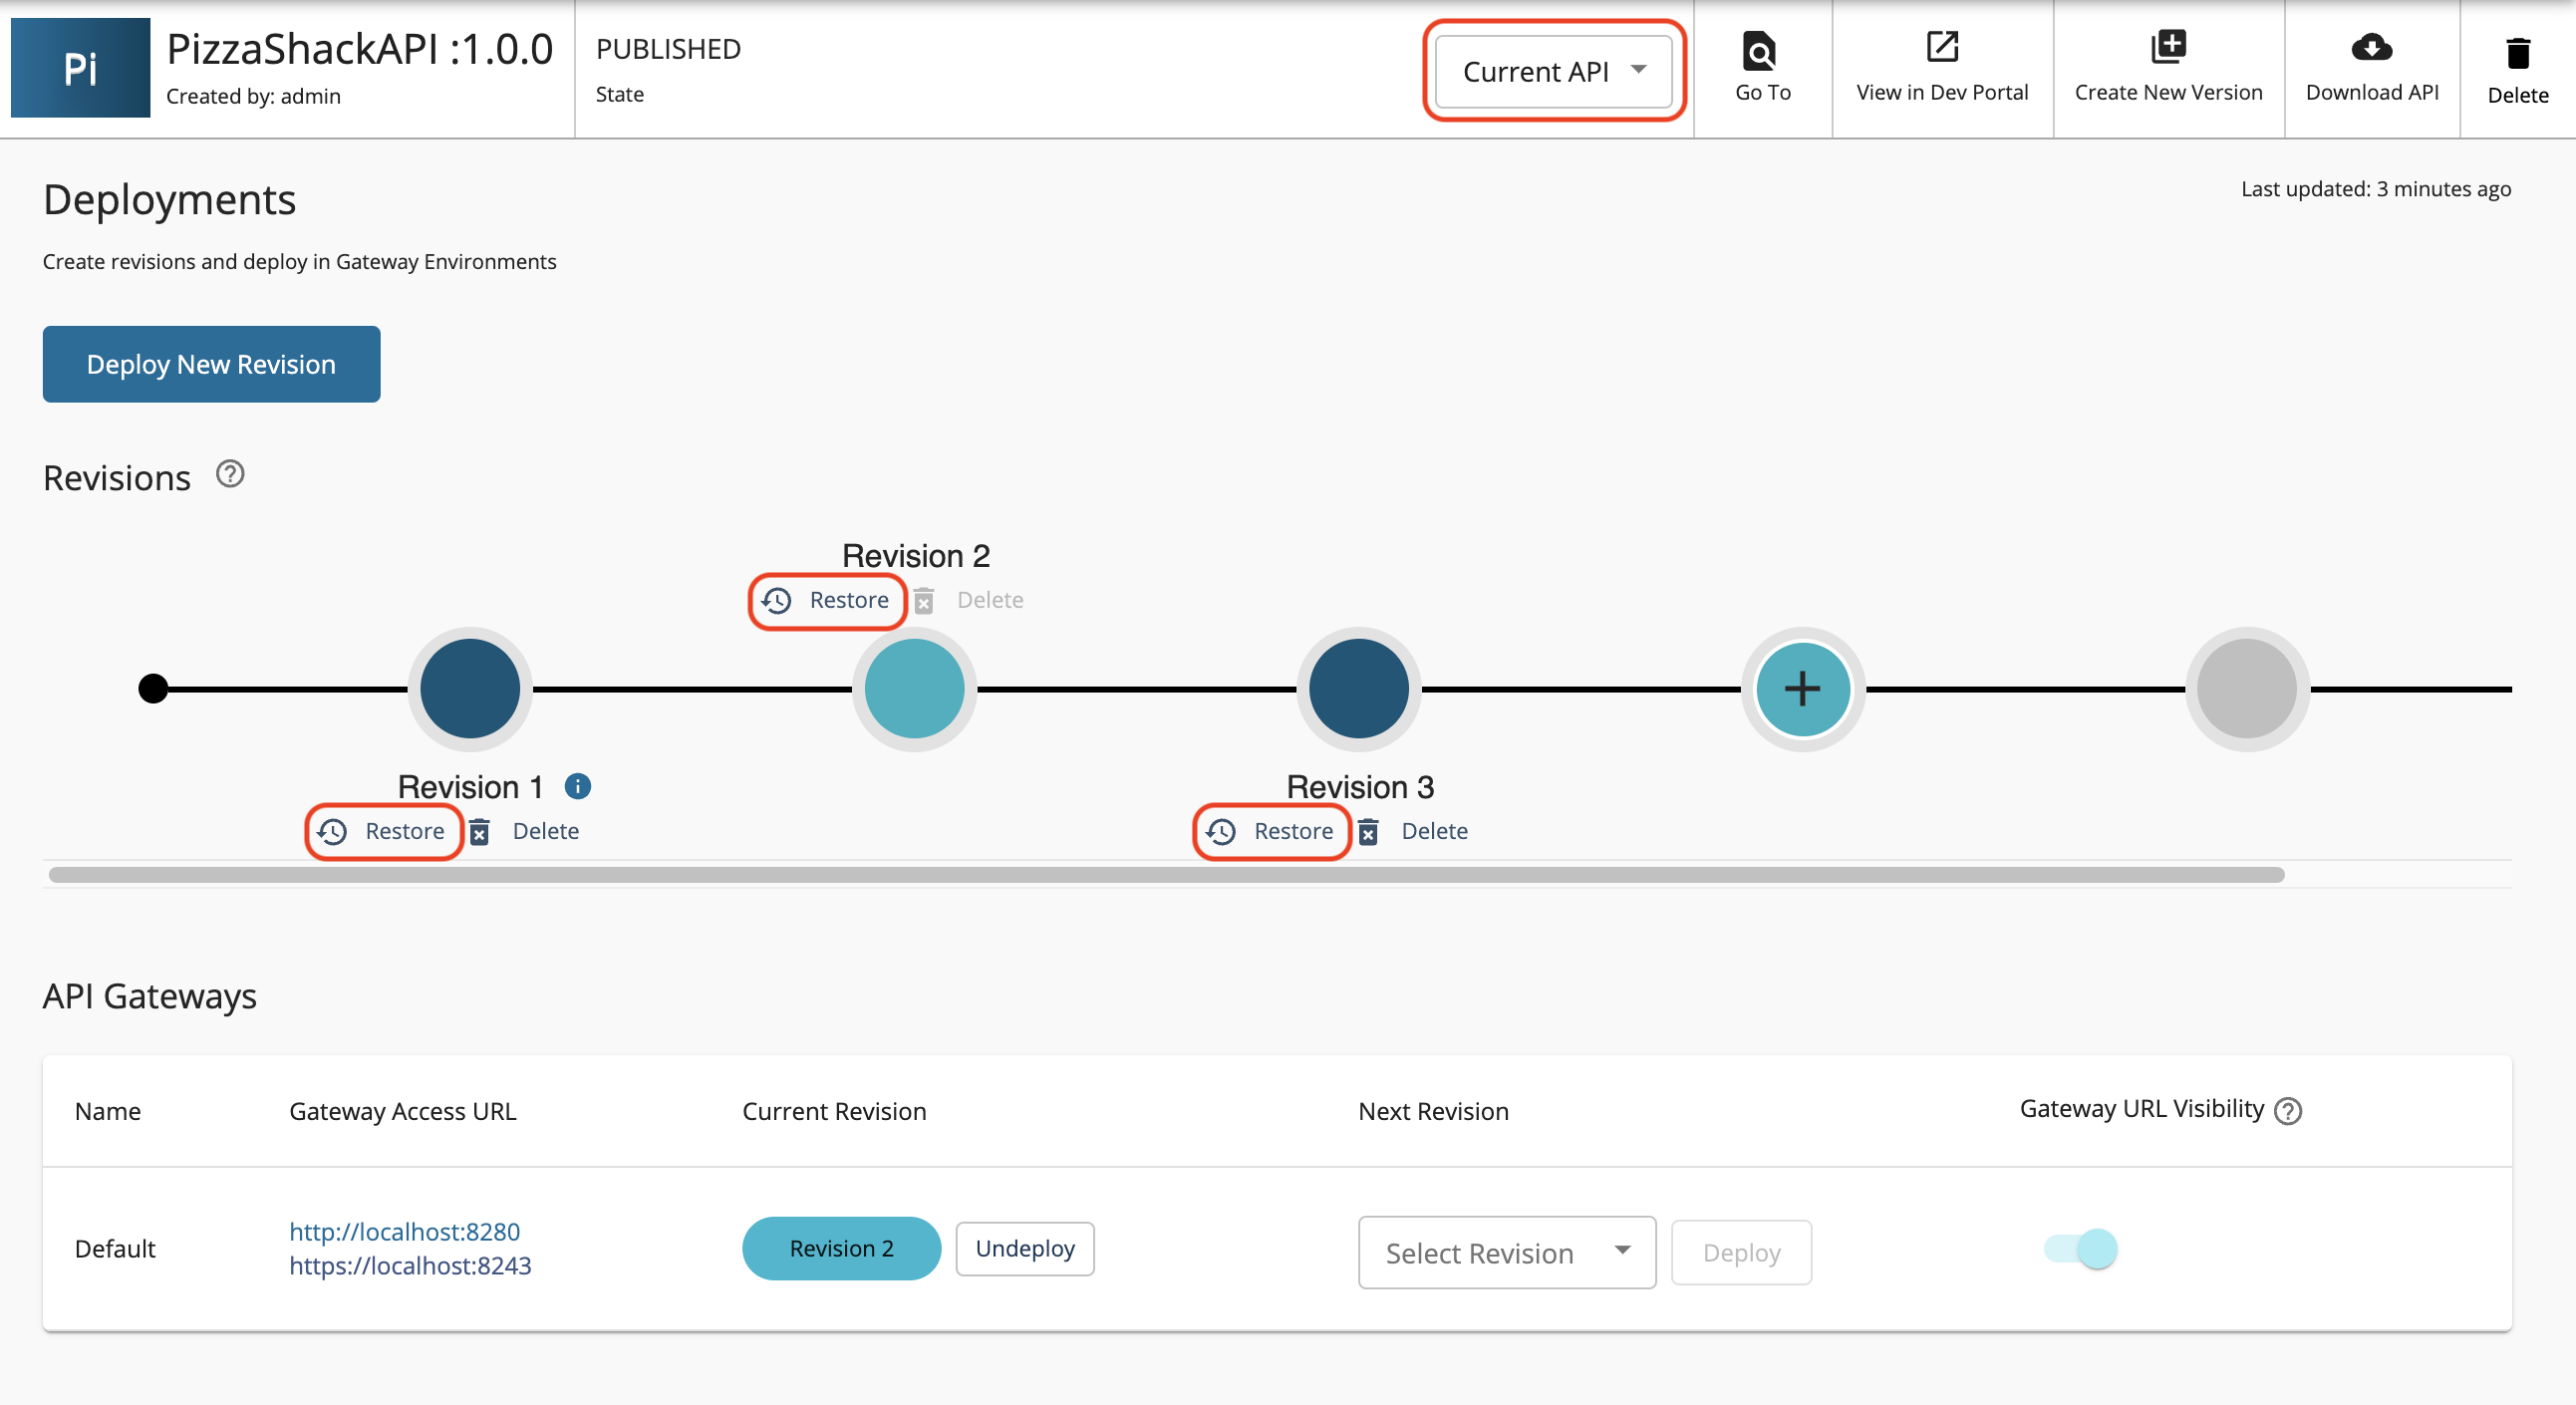 Pi
PizzaShackAPI :1.0.0
Created by: admin
PUBLISHED
State
Current API
Go To
View in Dev Portal
Create New Version
Download API
Delete
Deployments
Last updated: 3 minutes ago
Create revisions and deploy in Gateway Environments
Deploy New Revision
Revisions
Revision 2
Restore Delete
Revision 1
Restore Delete
Revision 3
Restore Delete
API Gateways
Name Gateway Access URL Current Revision Next Revision Gateway URL Visibility
Default
http://localhost:8280
https://localhost:8243
Revision 2 Undeploy
Select Revision Deploy